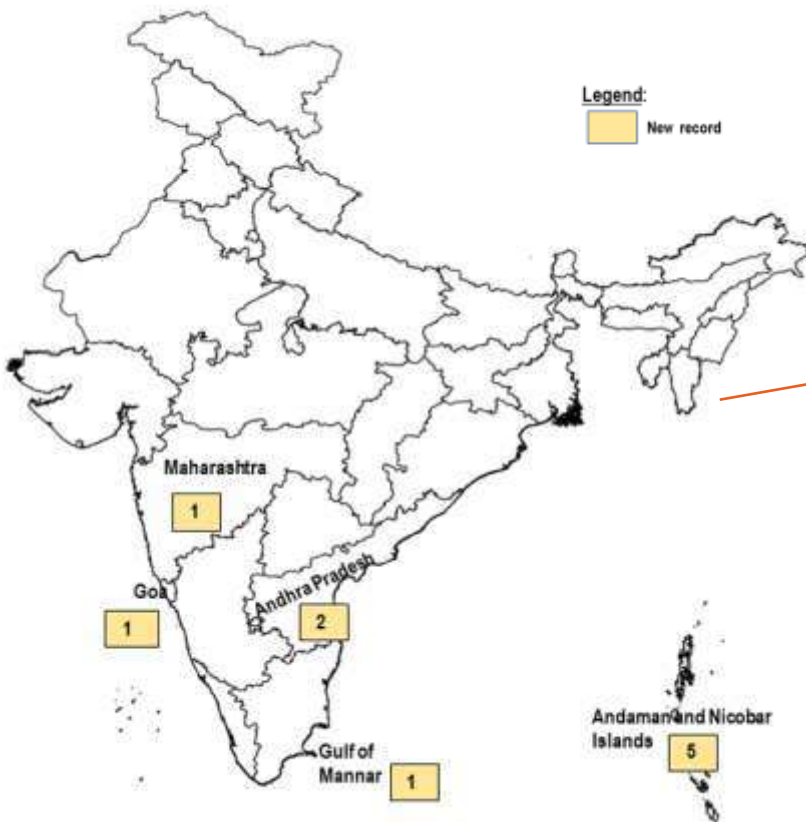 Legend:
New record
Maharashtra
1
Goa
1
Andhra Pradesh
2
Andaman and Nicobar
Islands
5
Gulf of
Mannar
1